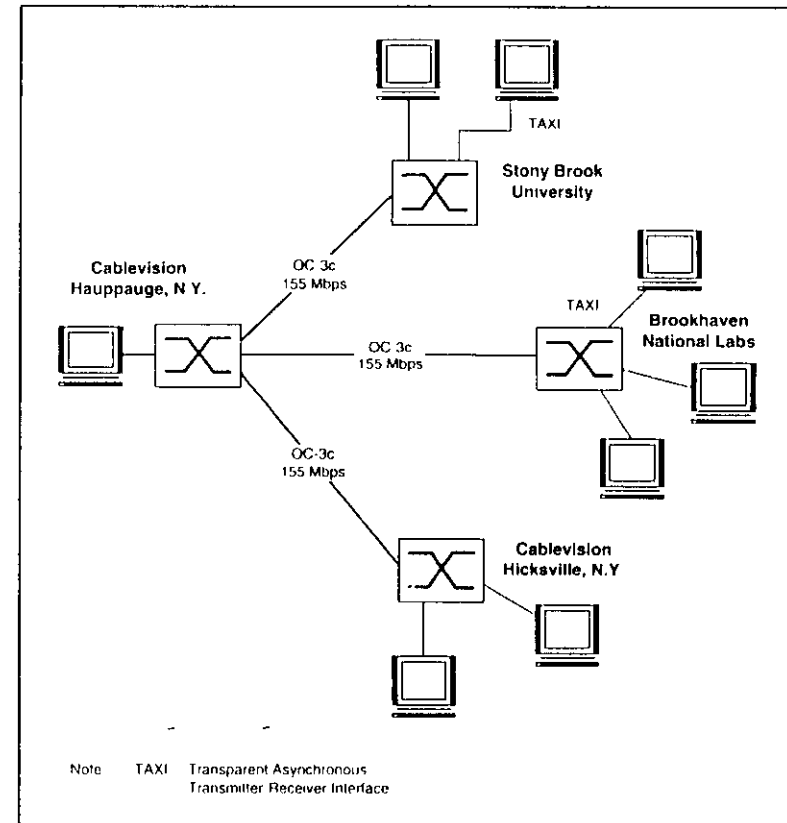 TAXI
Stony Brook
University
Cablevision
Hauppauge, N Y.
OC 3c
155 Mbps
TAXI
Brookhaven
National Labs
OC 3c
155 Mbps
OC-3c
155 Mbps
Cablevision
Hicksville, N.Y
Note TAXI Transparent Asynchronous
Transmitter Receiver Interface